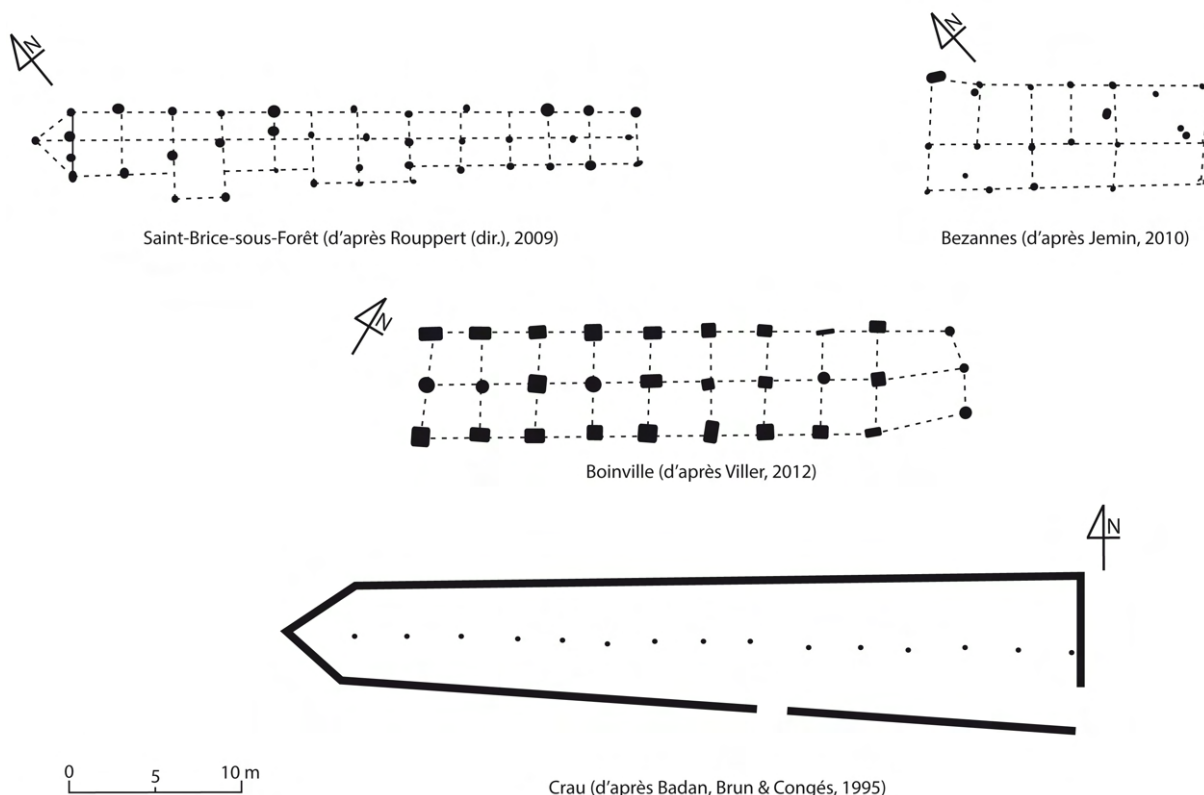 N
N
Saint-Brice-sous-Forêt (d'après Rouppert (dir.), 2009)
Bezannes (d'après Jemin, 2010)
N
Boinville (d'après Viller, 2012)
N
0 5 10 m
Crau (d'après Badan, Brun & Congés, 1995)